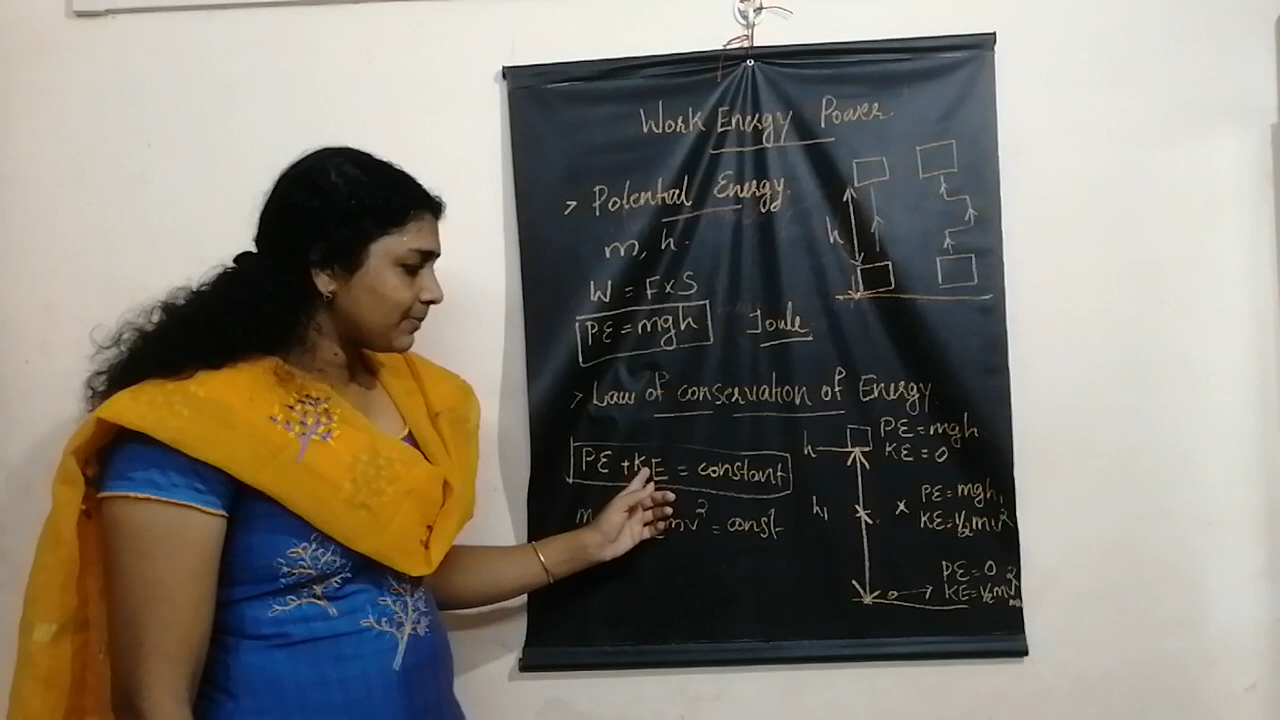 Work Energy Power
> Potential Energy.
h
m, h.
W = F×S
PE = mgh
Joule
> Law of conservation of Energy.
h
PE = mgh
KE = 0
PE + KE = constant
h₁
× PE = mgh₁
KE = ½mv²
m mv² = const
PE = 0
KE = ½mv²